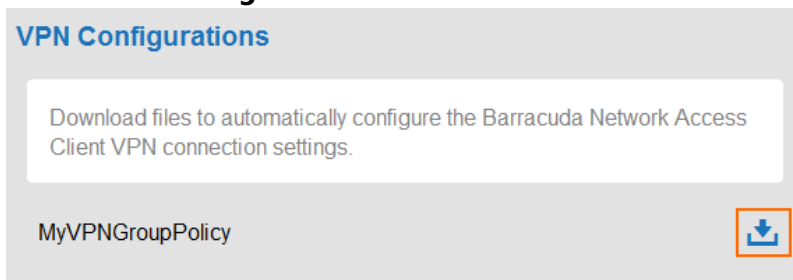 VPN Configurations
Download files to automatically configure the Barracuda Network Access
Client VPN connection settings.
MyVPNGroupPolicy